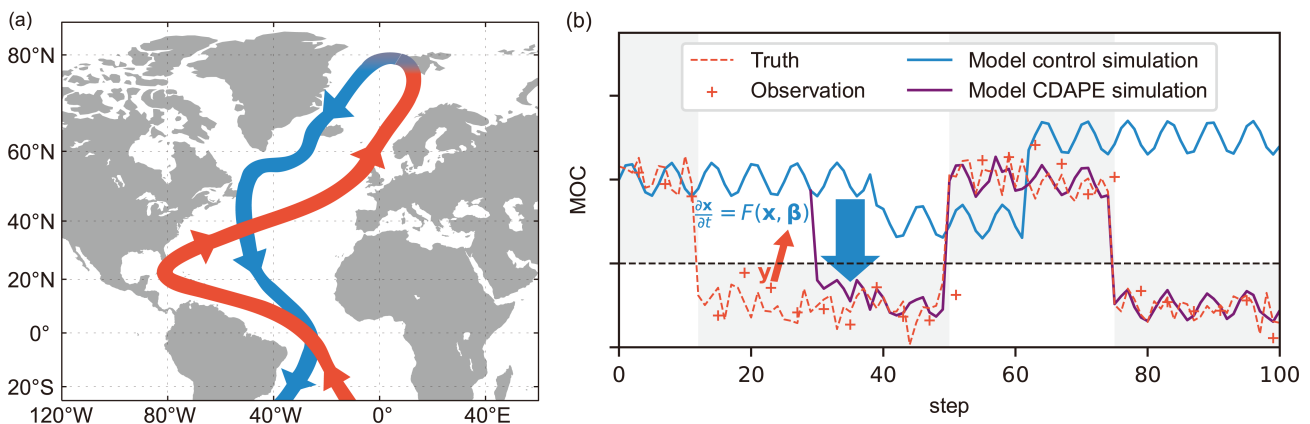 (a)
80°N
60°N
40°N
20°N
0°
20°S
120°W
80°W
40°W
0°
40°E
(b)
Truth
Observation
Model control simulation
Model CDAPE simulation
MOC
∂x/∂t = F(x, β)
y
0
20
40
60
80
100
step